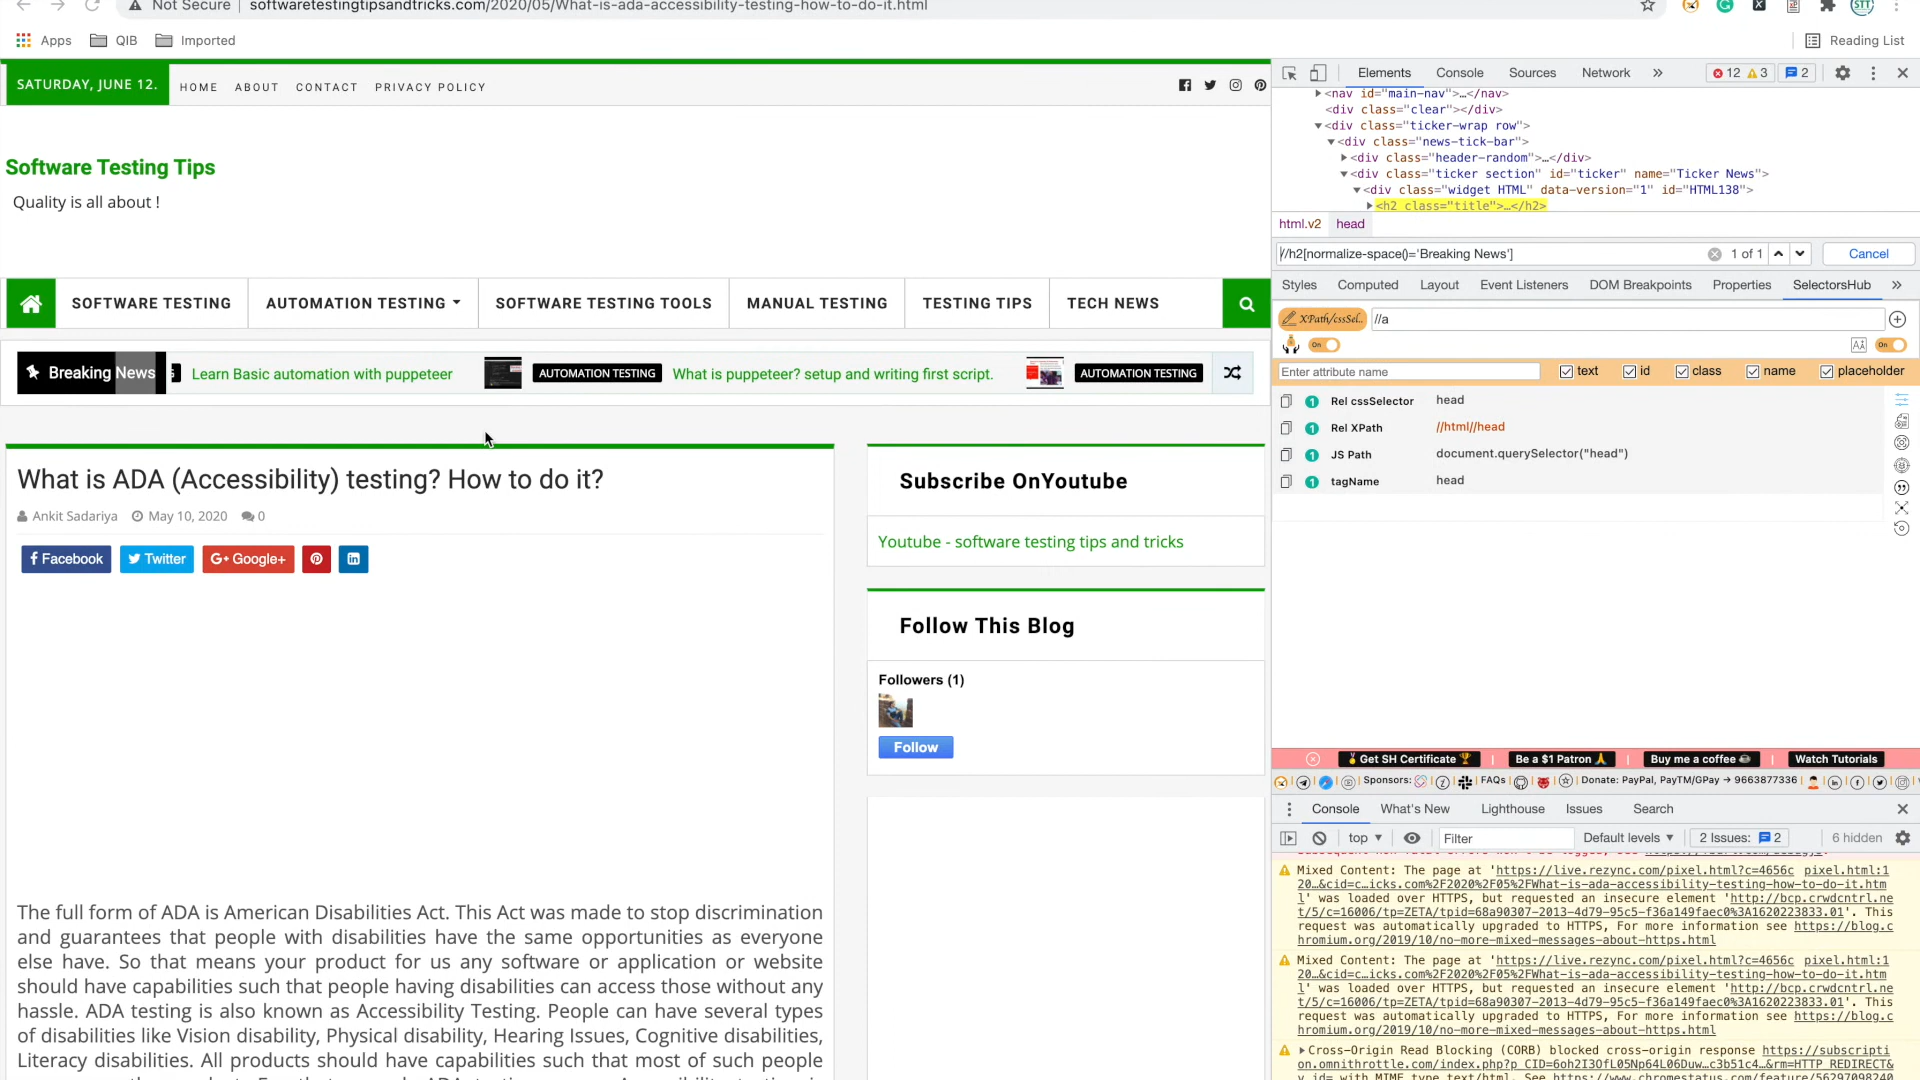 Not Secure softwaretestingtipsandtricks.com/2020/05/What-is-ada-accessibility-testing-how-to-do-it.html
Apps QIB Imported Reading List
SATURDAY, JUNE 12. HOME ABOUT CONTACT PRIVACY POLICY
Software Testing Tips
Quality is all about !
SOFTWARE TESTING AUTOMATION TESTING SOFTWARE TESTING TOOLS MANUAL TESTING TESTING TIPS TECH NEWS
Breaking News Learn Basic automation with puppeteer AUTOMATION TESTING What is puppeteer? setup and writing first script. AUTOMATION TESTING
What is ADA (Accessibility) testing? How to do it?
Ankit Sadariya May 10, 2020 0
Facebook Twitter G+ Google+
The full form of ADA is American Disabilities Act. This Act was made to stop discrimination
and guarantees that people with disabilities have the same opportunities as everyone
else have. So that means your product for us any software or application or website
should have capabilities such that people having disabilities can access those without any
hassle. ADA testing is also known as Accessibility Testing. People can have several types
of disabilities like Vision disability, Physical disability, Hearing Issues, Cognitive disabilities,
Literacy disabilities. All products should have capabilities such that most of such people
Subscribe OnYoutube
Youtube - software testing tips and tricks
Follow This Blog
Followers (1)
Follow
Elements Console Sources Network » 12 3 2
<nav id="main-nav">…</nav>
<div class="clear"></div>
<div class="ticker-wrap row">
<div class="news-tick-bar">
<div class="header-random">…</div>
<div class="ticker section" id="ticker" name="Ticker News">
<div class="widget HTML" data-version="1" id="HTML138">
<h2 class="title">…</h2>
html.v2 head
//h2[normalize-space()='Breaking News'] 1 of 1 Cancel
Styles Computed Layout Event Listeners DOM Breakpoints Properties SelectorsHub »
XPath/cssSel.. //a
On On
Enter attribute name text id class name placeholder
1 Rel cssSelector head
1 Rel XPath //html//head
1 JS Path document.querySelector("head")
1 tagName head
Get SH Certificate | Be a $1 Patron | Buy me a coffee | Watch Tutorials
Sponsors: FAQs Donate: PayPal, PayTM/GPay → 9663877336
Console What's New Lighthouse Issues Search
top Filter Default levels 2 Issues: 2 6 hidden
Mixed Content: The page at 'https://live.rezync.com/pixel.html?c=4656c pixel.html:1
20…&cid=c…icks.com%2F2020%2F05%2FWhat-is-ada-accessibility-testing-how-to-do-it.htm
l' was loaded over HTTPS, but requested an insecure element 'http://bcp.crwdcntrl.ne
t/5/c=16006/tp=ZETA/tpid=68a90307-2013-4d79-95c5-f36a149faec0%3A1620223833.01'. This
request was automatically upgraded to HTTPS, For more information see https://blog.c
hromium.org/2019/10/no-more-mixed-messages-about-https.html
Mixed Content: The page at 'https://live.rezync.com/pixel.html?c=4656c pixel.html:1
20…&cid=c…icks.com%2F2020%2F05%2FWhat-is-ada-accessibility-testing-how-to-do-it.htm
l' was loaded over HTTPS, but requested an insecure element 'http://bcp.crwdcntrl.ne
t/5/c=16006/tp=ZETA/tpid=68a90307-2013-4d79-95c5-f36a149faec0%3A1620223833.01'. This
request was automatically upgraded to HTTPS, For more information see https://blog.c
hromium.org/2019/10/no-more-mixed-messages-about-https.html
Cross-Origin Read Blocking (CORB) blocked cross-origin response https://subscripti
on.omnithrottle.com/index.php?p CID=6oh2I3OfL05Np64L06Duw…c3b51c4…&rm=HTTP REDIRECT&